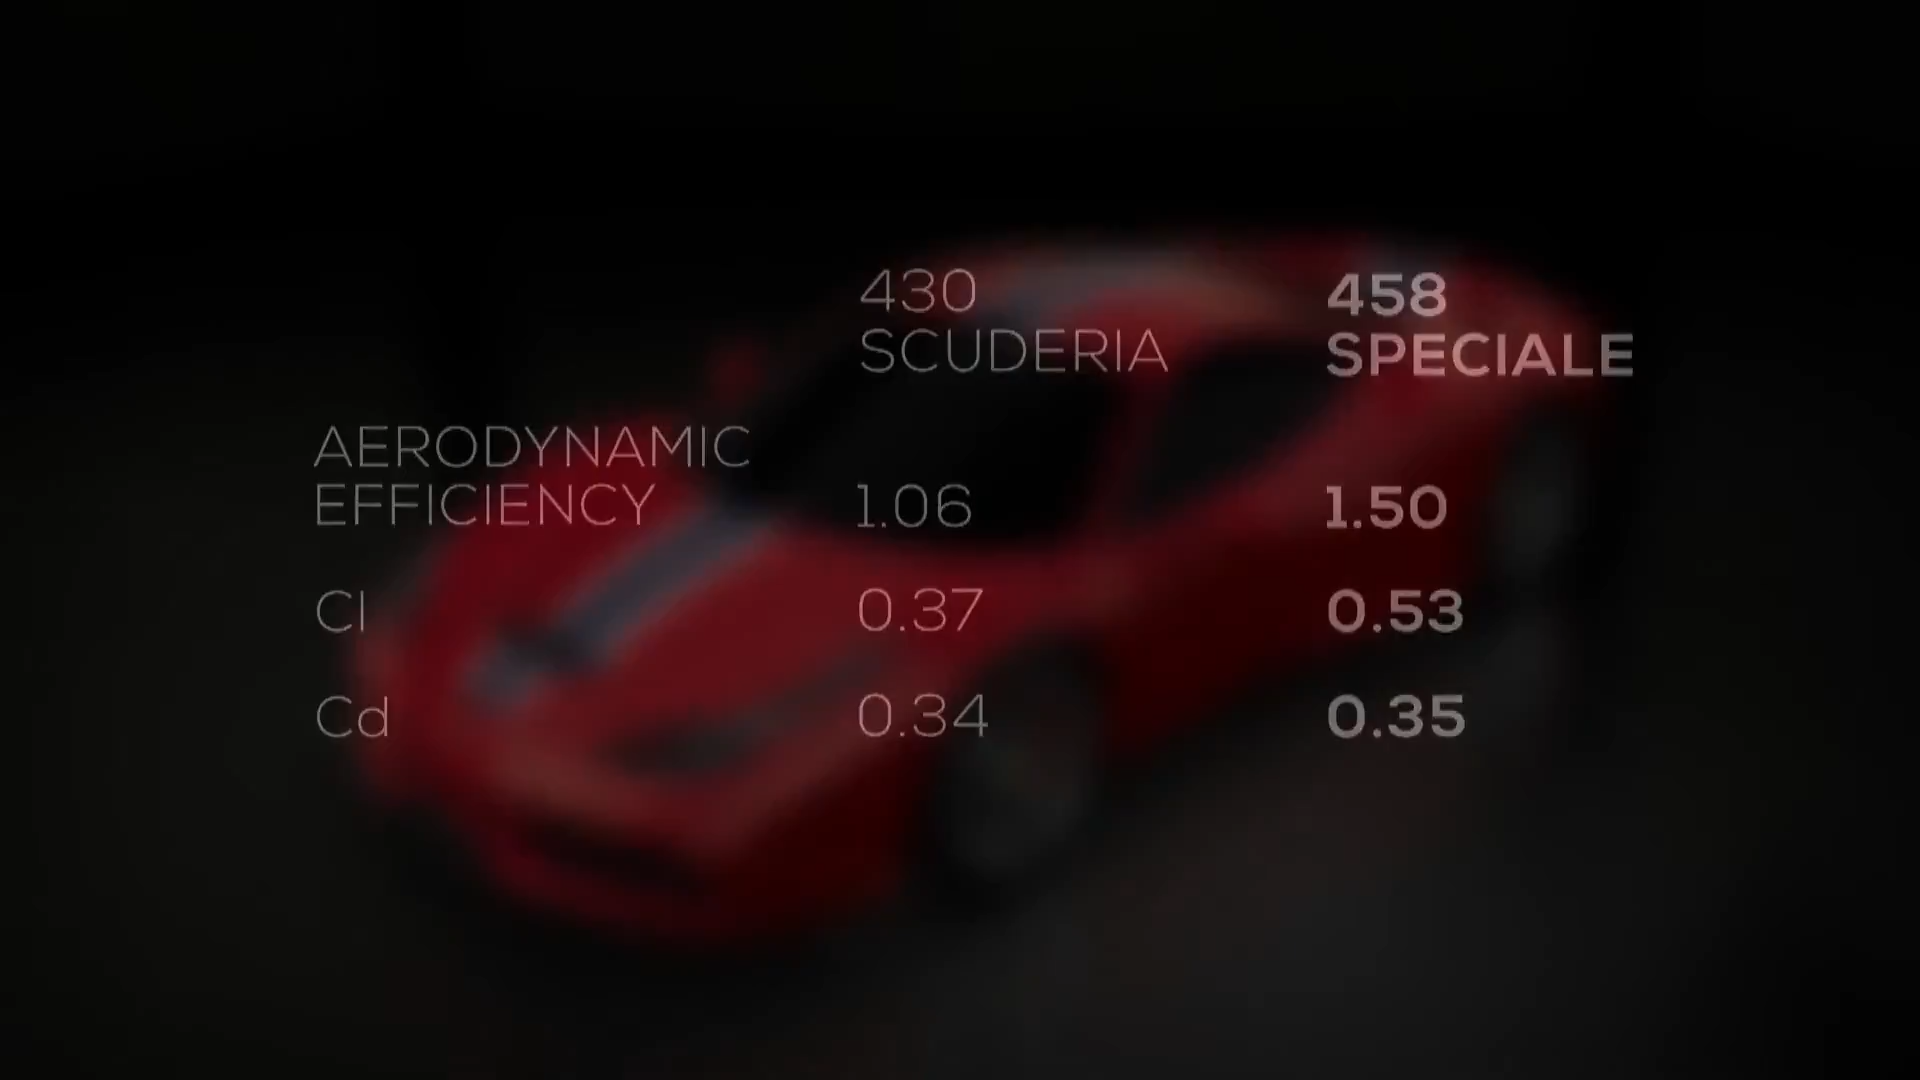 430 458
SCUDERIA SPECIALE
AERODYNAMIC
EFFICIENCY 1.06 1.50
Cl 0.37 0.53
Cd 0.34 0.35